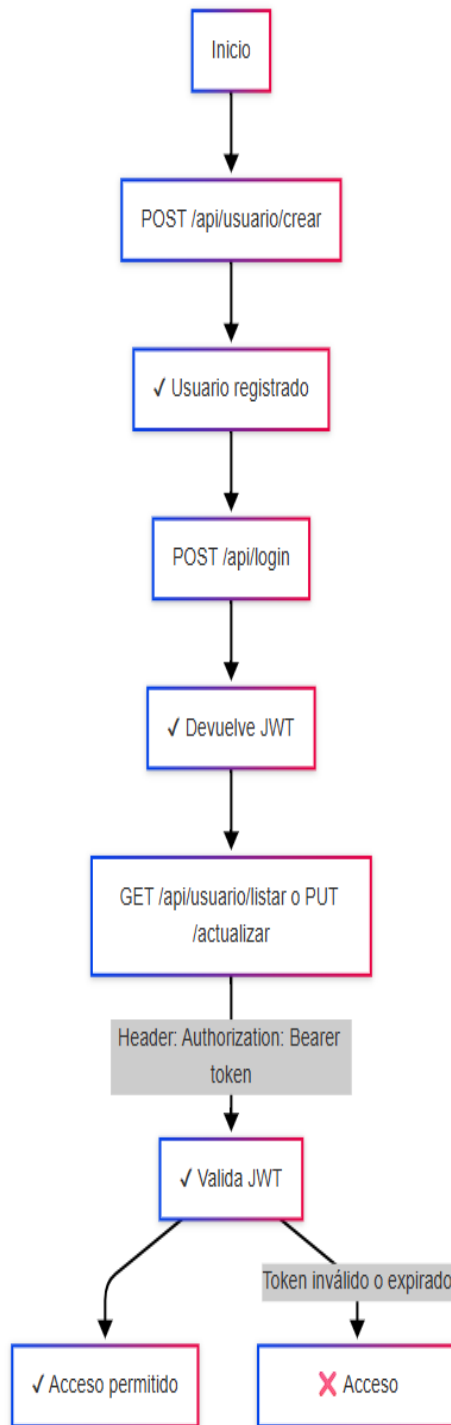 Inicio
POST /api/usuario/crear
✓ Usuario registrado
POST /api/login
✓ Devuelve JWT
GET /api/usuario/listar o PUT
/actualizar
Header: Authorization: Bearer
token
✓ Valida JWT
Token inválido o expirado
✓ Acceso permitido
❌ Acceso